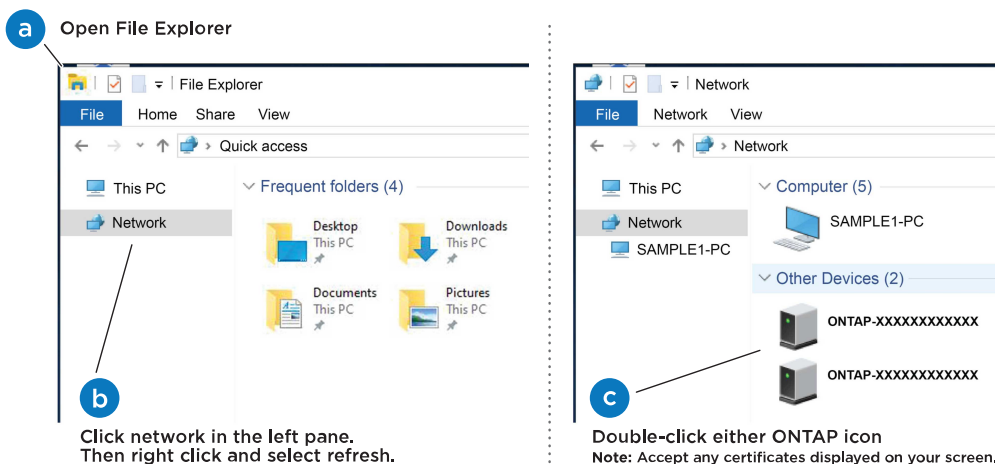 a
Open File Explorer
File Explorer
File Home Share View
Quick access
This PC
Network
Frequent folders (4)
Desktop
This PC
Downloads
This PC
Documents
This PC
Pictures
This PC
b
Click network in the left pane.
Then right click and select refresh.
Network
File Network View
Network
This PC
Network
SAMPLE1-PC
Computer (5)
SAMPLE1-PC
Other Devices (2)
ONTAP-XXXXXXXXXXXX
ONTAP-XXXXXXXXXXXX
c
Double-click either ONTAP icon
Note: Accept any certificates displayed on your screen.